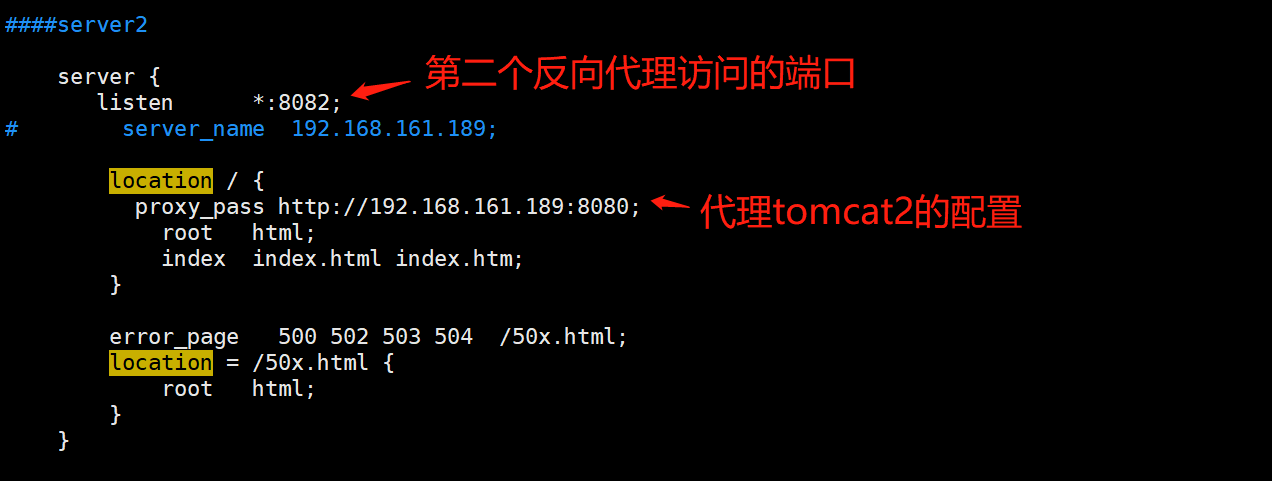 ####server2
server {
listen *:8082;
第二个反向代理访问的端口
# server_name 192.168.161.189;
location / {
proxy_pass http://192.168.161.189:8080;
代理tomcat2的配置
root html;
index index.html index.htm;
}
error_page 500 502 503 504 /50x.html;
location = /50x.html {
root html;
}
}